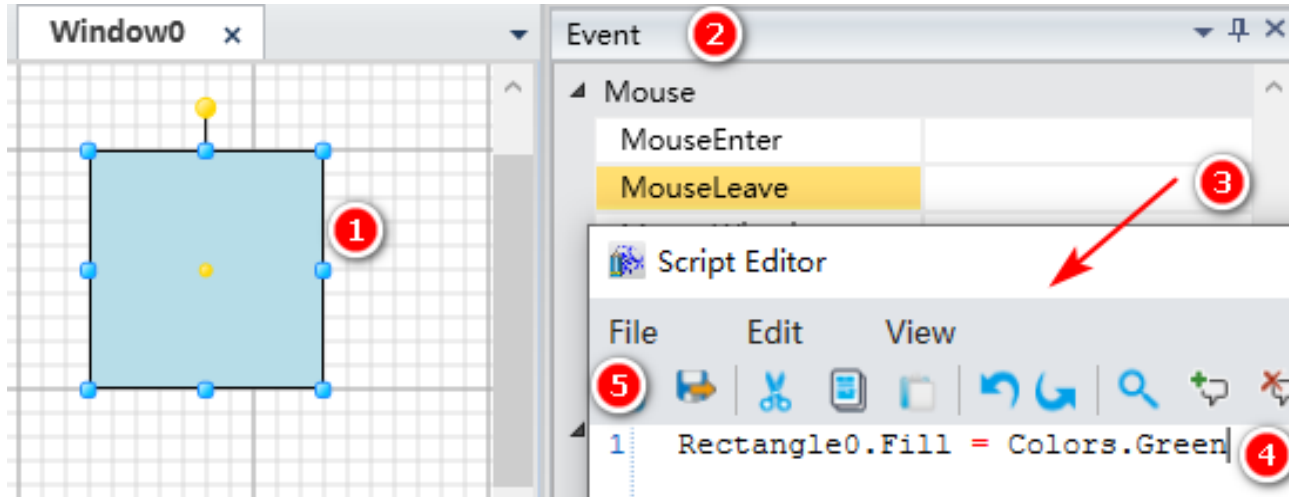 Window0 x
Event 2
Mouse
MouseEnter
MouseLeave
3
1
Script Editor
File Edit View
5
1 Rectangle0.Fill = Colors.Green
4